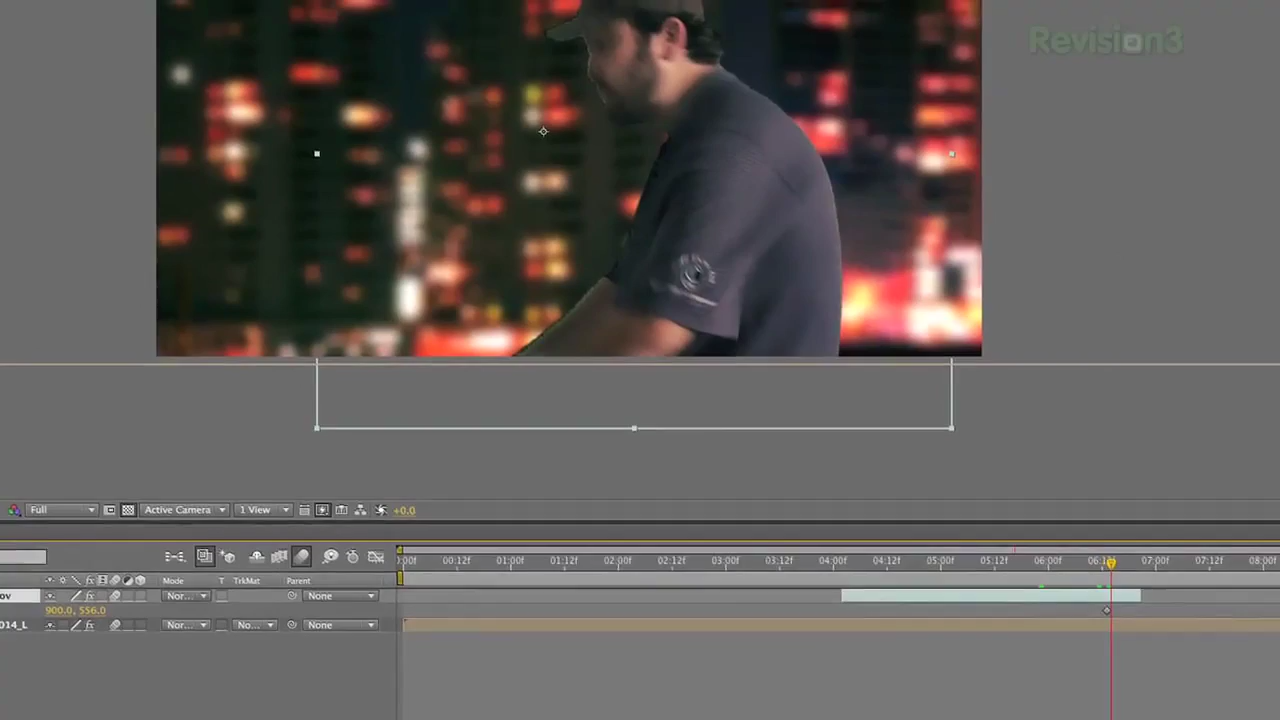 Revision3
Full
Active Camera
1 View
+0.0
:00f 00:12f 01:00f 01:12f 02:00f 02:12f 03:00f 03:12f 04:00f 04:12f 05:00f 05:12f 06:00f 07:00f 07:12f 08:00f
Mode T TrkMat Parent
ov Nor... None
900.0, 556.0
014_L Nor... No... None